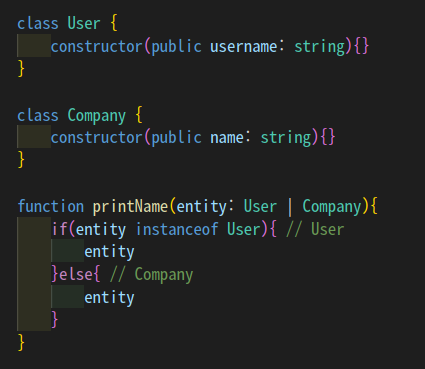 class User {
    constructor(public username: string){}
}

class Company {
    constructor(public name: string){}
}

function printName(entity: User | Company){
    if(entity instanceof User){ // User
        entity
    }else{ // Company
        entity
    }
}